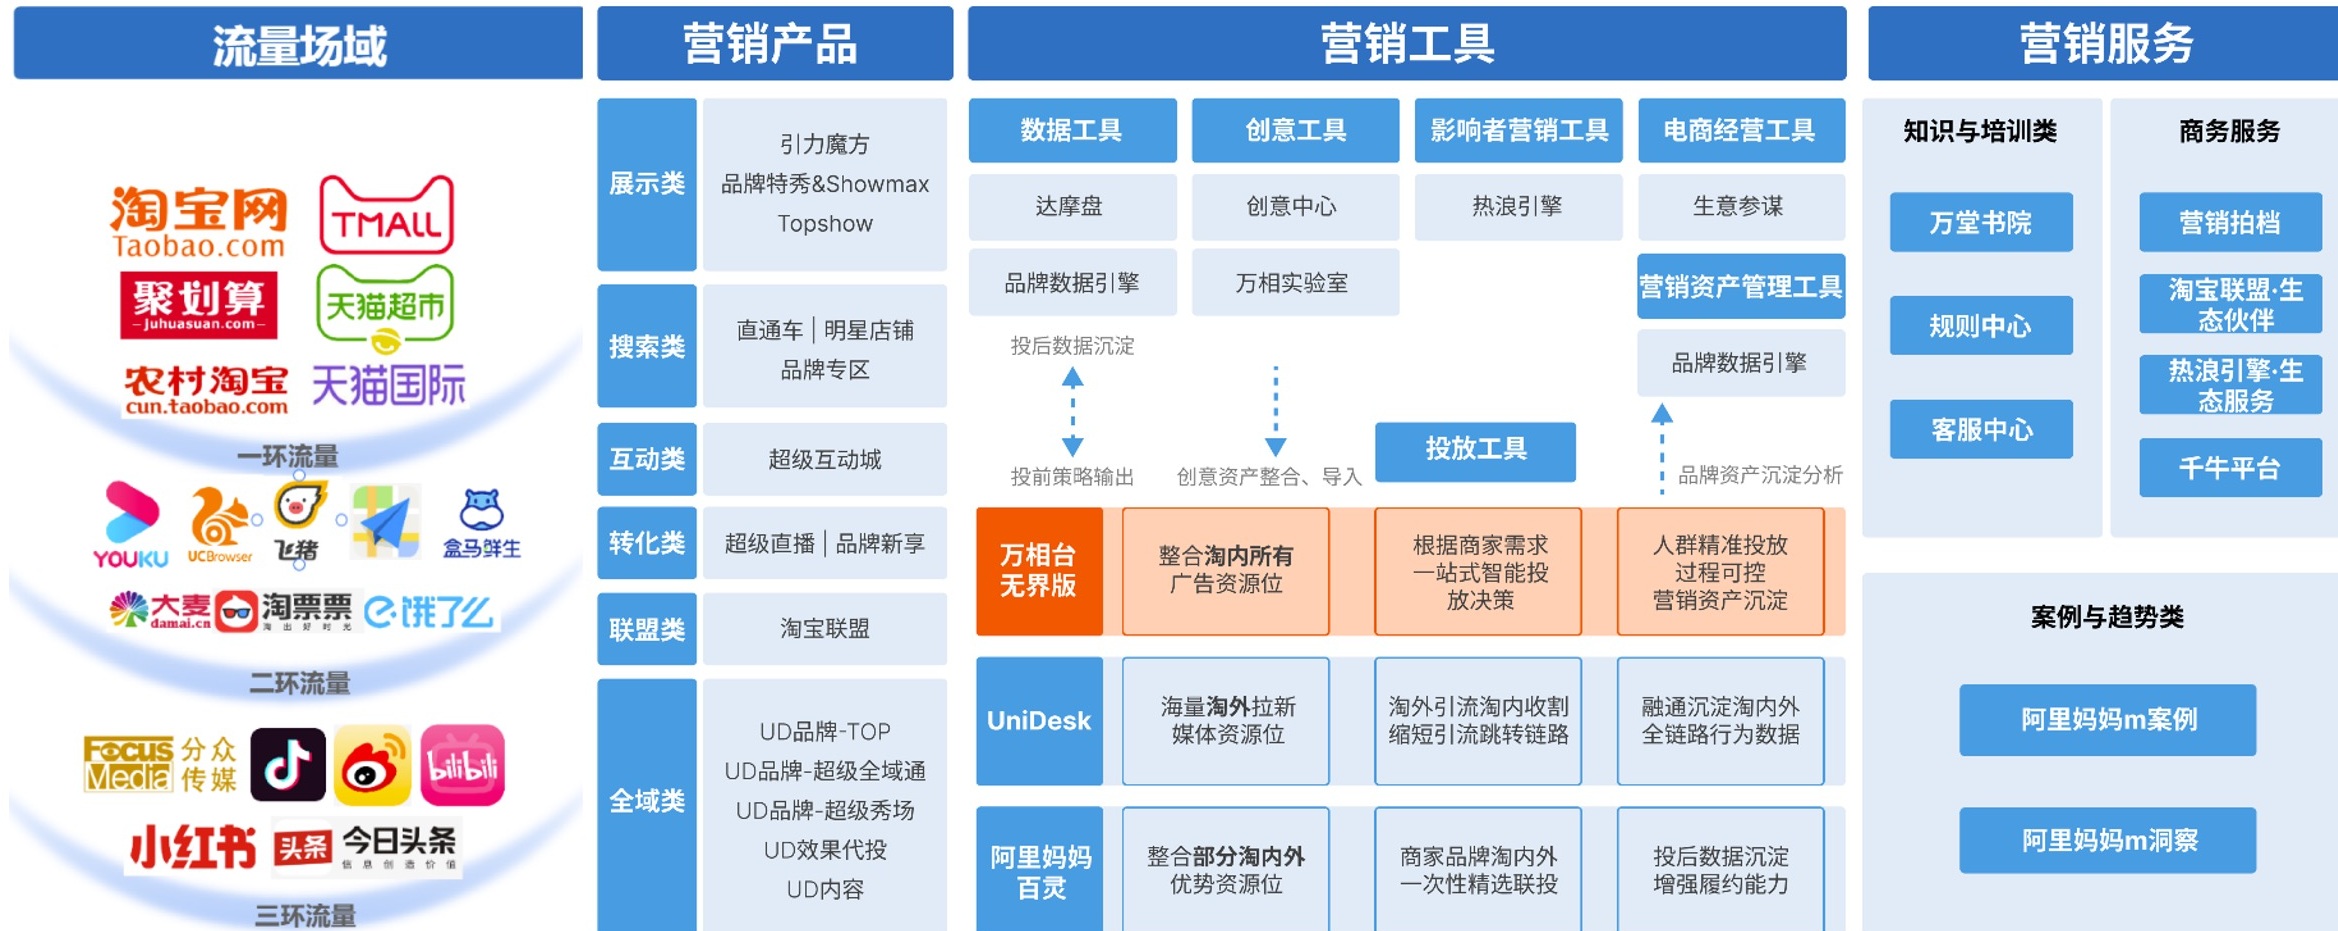 流量场域
淘宝网
Taobao.com
TMALL
聚划算
Juhuasuan.com
天猫超市
农村淘宝
cun.taobao.com
天猫国际
一环流量
YOUKU
UCBrowser
飞猪
盒马鲜生
大麦
damai.cn
淘票票
淘出好时光
饿了么
二环流量
Focus
Media
分众
传媒
bilibili
小红书
头条
今日头条
信息创造价值
三环流量
营销产品
展示类
引力魔方
品牌特秀&Showmax
Topshow
搜索类
直通车 | 明星店铺
品牌专区
互动类
超级互动城
转化类
超级直播 | 品牌新享
联盟类
淘宝联盟
全域类
UD品牌-TOP
UD品牌-超级全域通
UD品牌-超级秀场
UD效果代投
UD内容
营销工具
数据工具
达摩盘
品牌数据引擎
投后数据沉淀
投前策略输出
创意工具
创意中心
万相实验室
创意资产整合、导入
影响者营销工具
热浪引擎
电商经营工具
生意参谋
营销资产管理工具
品牌数据引擎
品牌资产沉淀分析
投放工具
万相台
无界版
整合淘内所有
广告资源位
根据商家需求
一站式智能投
放决策
人群精准投放
过程可控
营销资产沉淀
UniDesk
海量淘外拉新
媒体资源位
淘外引流淘内收割
缩短引流跳转链路
融通沉淀淘内外
全链路行为数据
阿里妈妈
百灵
整合部分淘内外
优势资源位
商家品牌淘内外
一次性精选联投
投后数据沉淀
增强履约能力
营销服务
知识与培训类
万堂书院
规则中心
客服中心
商务服务
营销拍档
淘宝联盟·生
态伙伴
热浪引擎·生
态服务
千牛平台
案例与趋势类
阿里妈妈m案例
阿里妈妈m洞察